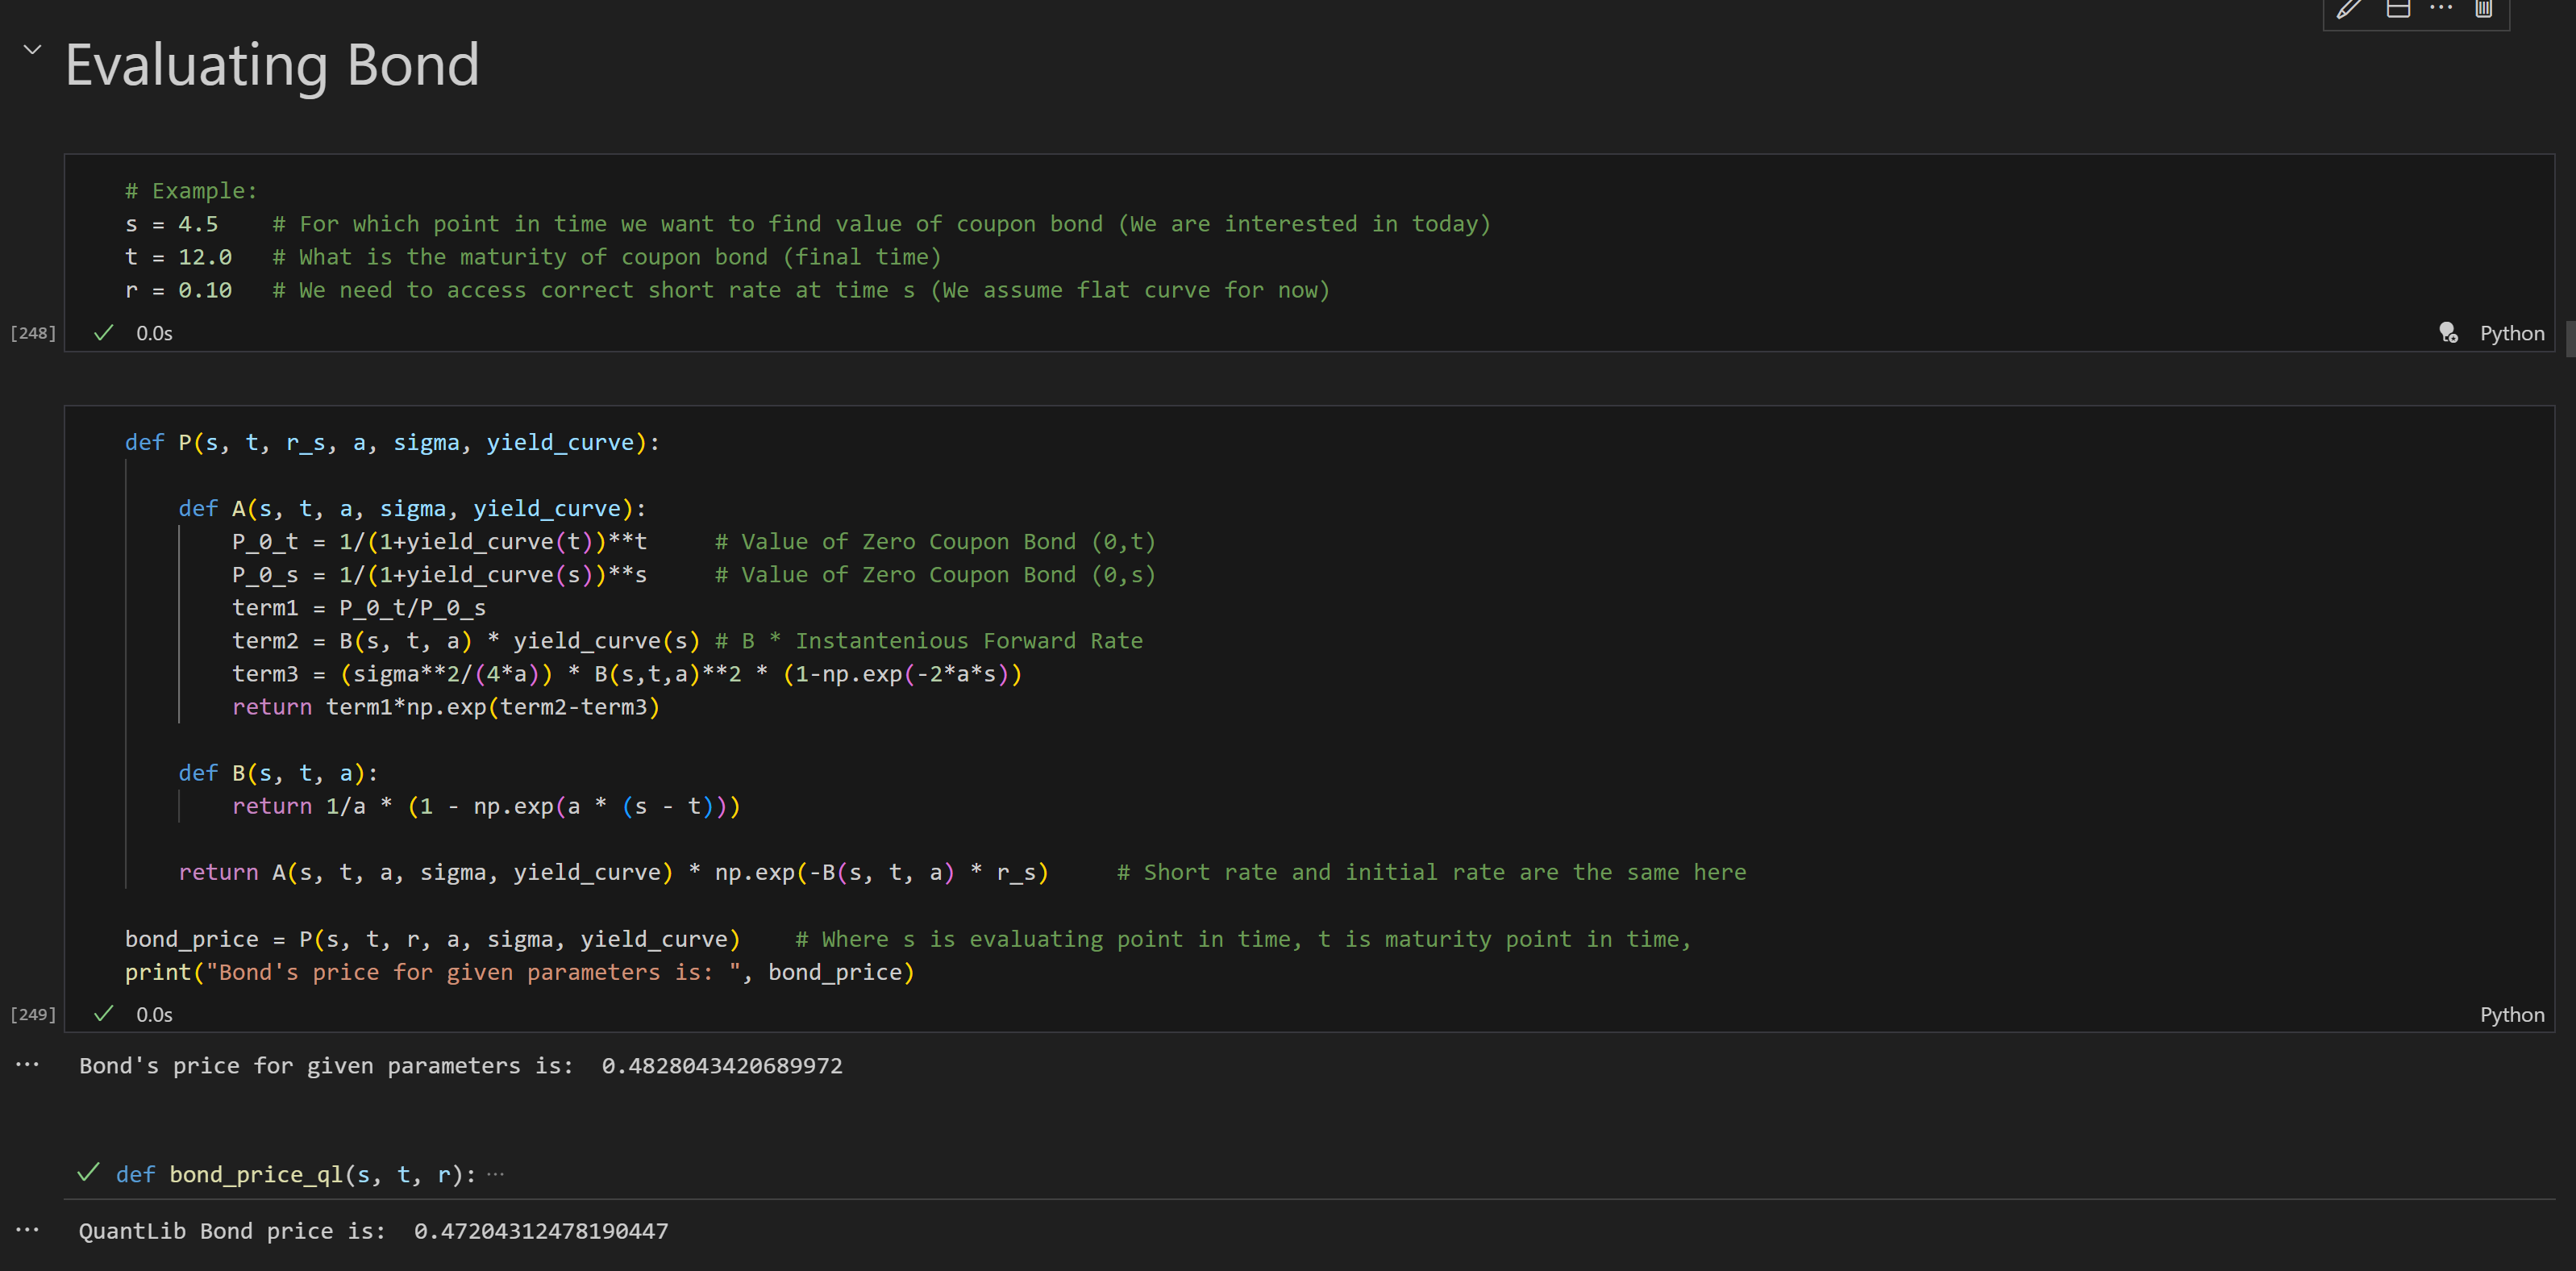 Evaluating Bond
# Example:
s = 4.5    # For which point in time we want to find value of coupon bond (We are interested in today)
t = 12.0   # What is the maturity of coupon bond (final time)
r = 0.10   # We need to access correct short rate at time s (We assume flat curve for now)
[248] 0.0s Python
def P(s, t, r_s, a, sigma, yield_curve):
    def A(s, t, a, sigma, yield_curve):
        P_0_t = 1/(1+yield_curve(t))**t     # Value of Zero Coupon Bond (0,t)
        P_0_s = 1/(1+yield_curve(s))**s     # Value of Zero Coupon Bond (0,s)
        term1 = P_0_t/P_0_s
        term2 = B(s, t, a) * yield_curve(s) # B * Instantenious Forward Rate
        term3 = (sigma**2/(4*a)) * B(s,t,a)**2 * (1-np.exp(-2*a*s))
        return term1*np.exp(term2-term3)
    def B(s, t, a):
        return 1/a * (1 - np.exp(a * (s - t)))
    return A(s, t, a, sigma, yield_curve) * np.exp(-B(s, t, a) * r_s)     # Short rate and initial rate are the same here
bond_price = P(s, t, r, a, sigma, yield_curve)    # Where s is evaluating point in time, t is maturity point in time,
print("Bond's price for given parameters is: ", bond_price)
[249] 0.0s Python
··· Bond's price for given parameters is:  0.4828043420689972
def bond_price_ql(s, t, r): ···
··· QuantLib Bond price is:  0.47204312478190447